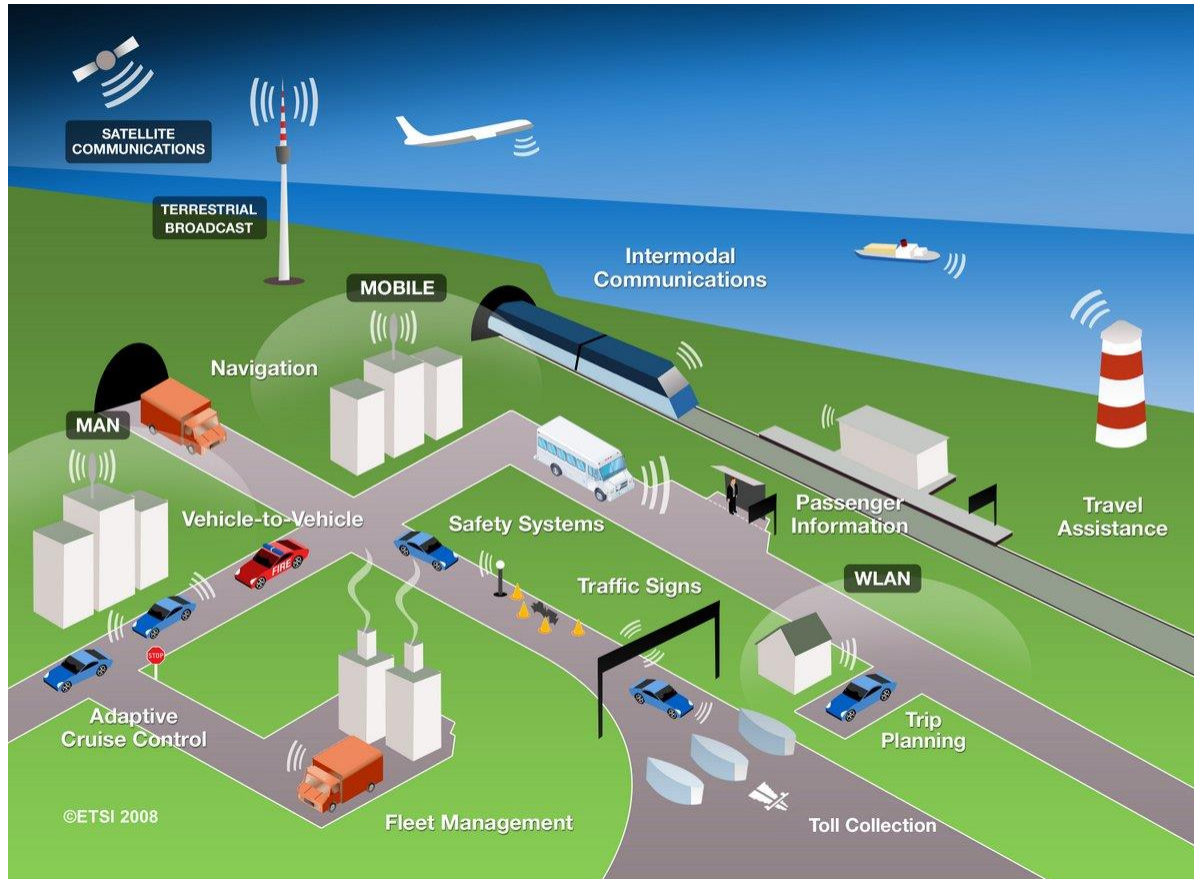 SATELLITE
COMMUNICATIONS
TERRESTRIAL
BROADCAST
Intermodal
Communications
MOBILE
Navigation
MAN
Vehicle-to-Vehicle
Safety Systems
Passenger
Information
Travel
Assistance
FIRE
Traffic Signs
WLAN
STOP
Adaptive
Cruise Control
Trip
Planning
©ETSI 2008
Fleet Management
Toll Collection